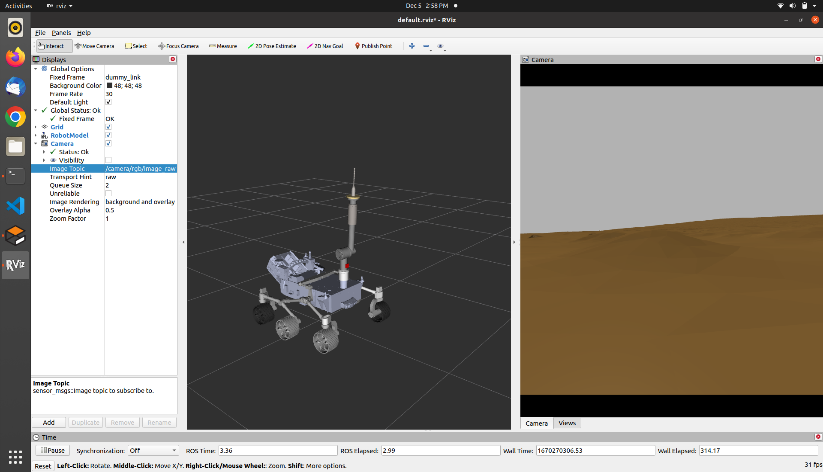 Activities rviz Dec 5 2:58 PM
default.rviz* - RViz
File Panels Help
Interact Move Camera Select Focus Camera Measure 2D Pose Estimate 2D Nav Goal Publish Point
Displays
Global Options
Fixed Frame dummy_link
Background Color 48; 48; 48
Frame Rate 30
Default Light
Global Status: Ok
Fixed Frame OK
Grid
RobotModel
Camera
Status: Ok
Visibility
Image Topic /camera/rgb/image_raw
Transport Hint raw
Queue Size 2
Unreliable
Image Rendering background and overlay
Overlay Alpha 0.5
Zoom Factor 1
Image Topic
sensor_msgs::Image topic to subscribe to.
Add Duplicate Remove Rename
Camera
Camera Views
RViz
Time
Pause Synchronization: Off ROS Time: 3.36 ROS Elapsed: 2.99 Wall Time: 1670270306.53 Wall Elapsed: 314.17
Reset Left-Click: Rotate. Middle-Click: Move X/Y. Right-Click/Mouse Wheel:: Zoom. Shift: More options. 31 fps